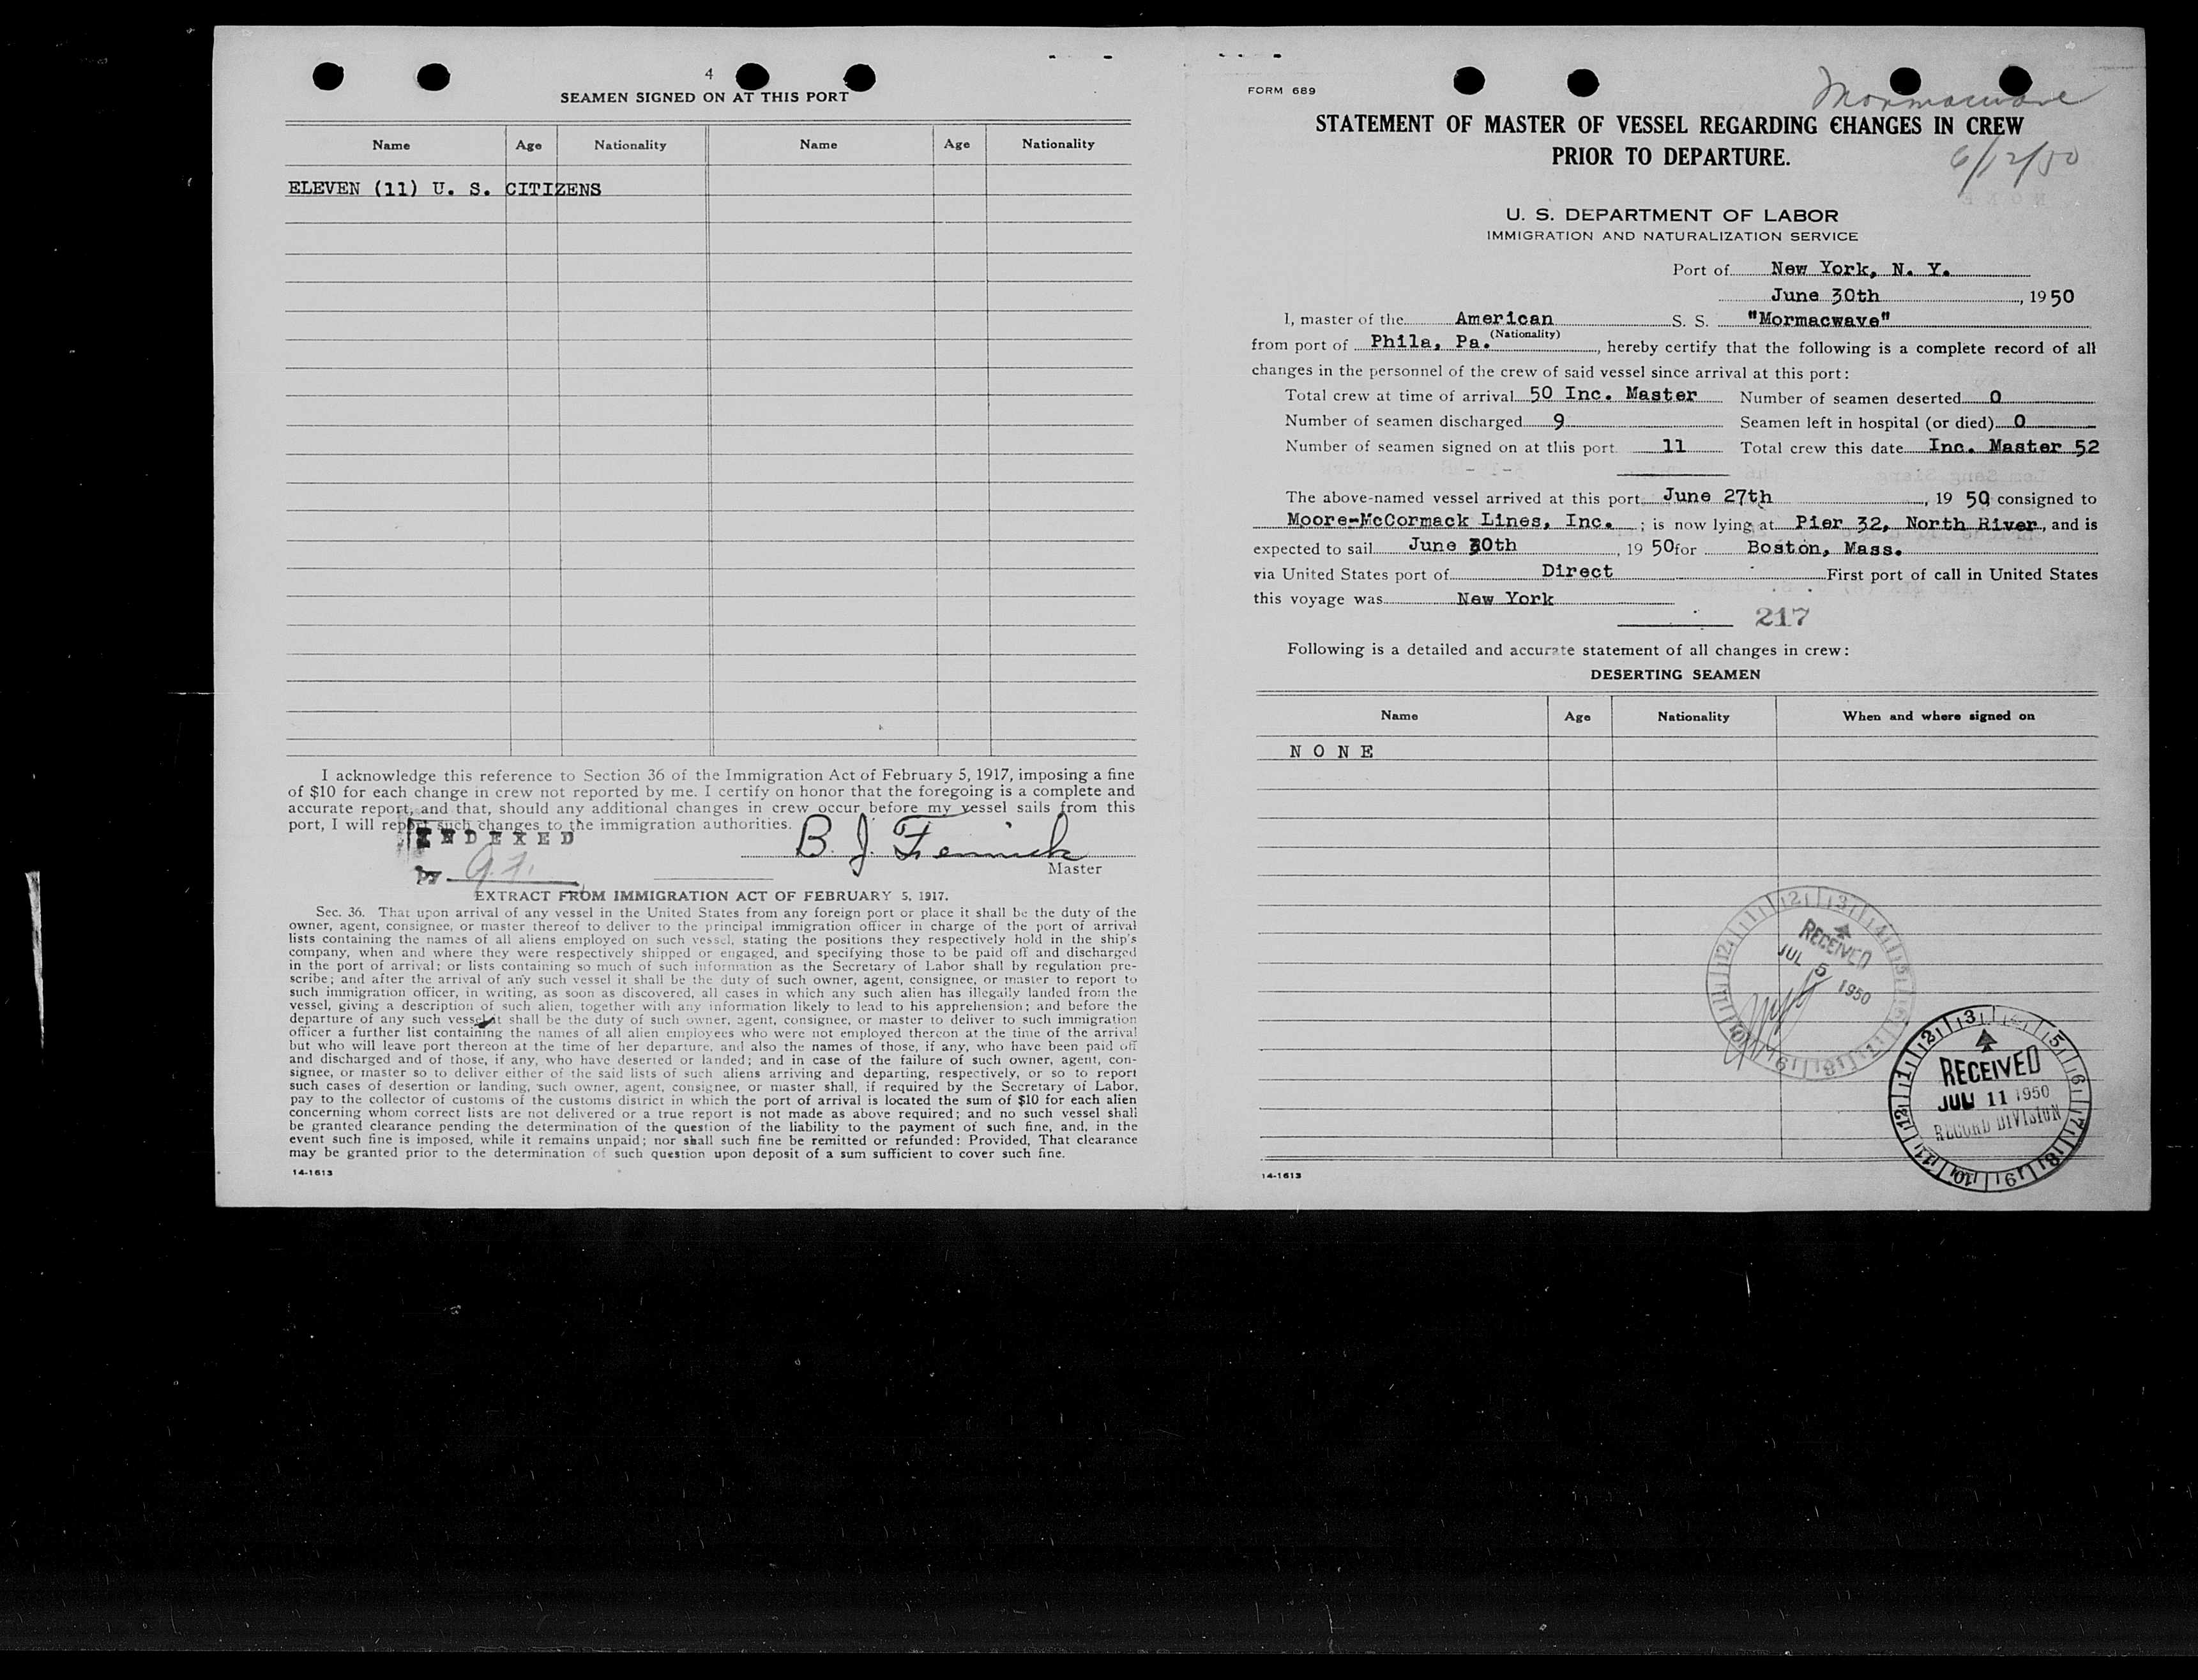 4
SEAMEN SIGNED ON AT THIS PORT
Name Age Nationality Name Age Nationality
ELEVEN (11) U. S. CITIZENS
I acknowledge this reference to Section 36 of the Immigration Act of February 5, 1917, imposing a fine
of $10 for each change in crew not reported by me. I certify on honor that the foregoing is a complete and
accurate report, and that, should any additional changes in crew occur before my vessel sails from this
port, I will report such changes to the immigration authorities.
INDEXED
B. J. Fennick
Master
by
EXTRACT FROM IMMIGRATION ACT OF FEBRUARY 5, 1917.
Sec. 36. That upon arrival of any vessel in the United States from any foreign port or place it shall be the duty of the
owner, agent, consignee, or master thereof to deliver to the principal immigration officer in charge of the port of arrival
lists containing the names of all aliens employed on such vessel, stating the positions they respectively hold in the ship's
company, when and where they were respectively shipped or engaged, and specifying those to be paid off and discharged
in the port of arrival; or lists containing so much of such information as the Secretary of Labor shall by regulation pre-
scribe; and after the arrival of any such vessel it shall be the duty of such owner, agent, consignee, or master to report to
such immigration officer, in writing, as soon as discovered, all cases in which any such alien has illegally landed from the
vessel, giving a description of such alien, together with any information likely to lead to his apprehension; and before the
departure of any such vessel it shall be the duty of such owner, agent, consignee, or master to deliver to such immigration
officer a further list containing the names of all alien employees who were not employed thereon at the time of the arrival
but who will leave port thereon at the time of her departure, and also the names of those, if any, who have been paid off
and discharged and of those, if any, who have deserted or landed; and in case of the failure of such owner, agent, con-
signee, or master so to deliver either of the said lists of such aliens arriving and departing, respectively, or so to report
such cases of desertion or landing, such owner, agent, consignee, or master shall, if required by the Secretary of Labor,
pay to the collector of customs of the customs district in which the port of arrival is located the sum of $10 for each alien
concerning whom correct lists are not delivered or a true report is not made as above required; and no such vessel shall
be granted clearance pending the determination of the question of the liability to the payment of such fine, and, in the
event such fine is imposed, while it remains unpaid; nor shall such fine be remitted or refunded: Provided, That clearance
may be granted prior to the determination of such question upon deposit of a sum sufficient to cover such fine.
14-1613
FORM 689
Mormacwave
STATEMENT OF MASTER OF VESSEL REGARDING CHANGES IN CREW
PRIOR TO DEPARTURE.
6/12/50
U. S. DEPARTMENT OF LABOR
IMMIGRATION AND NATURALIZATION SERVICE
Port of New York, N. Y.
June 30th, 1950
I, master of the American S. S. "Mormacwave"
(Nationality)
from port of Phila, Pa., hereby certify that the following is a complete record of all
changes in the personnel of the crew of said vessel since arrival at this port:
Total crew at time of arrival 50 Inc. Master Number of seamen deserted 0
Number of seamen discharged 9 Seamen left in hospital (or died) 0
Number of seamen signed on at this port 11 Total crew this date Inc. Master 52
The above-named vessel arrived at this port June 27th, 19 50 consigned to
Moore-McCormack Lines, Inc.; is now lying at Pier 32, North River, and is
expected to sail June 30th, 19 50 for Boston, Mass.
via United States port of Direct First port of call in United States
this voyage was New York
217
Following is a detailed and accurate statement of all changes in crew:
DESERTING SEAMEN
Name Age Nationality When and where signed on
N O N E
RECEIVED
JUL 5 1950
RECEIVED
JUL 11 1950
RECORD DIVISION
14-1613